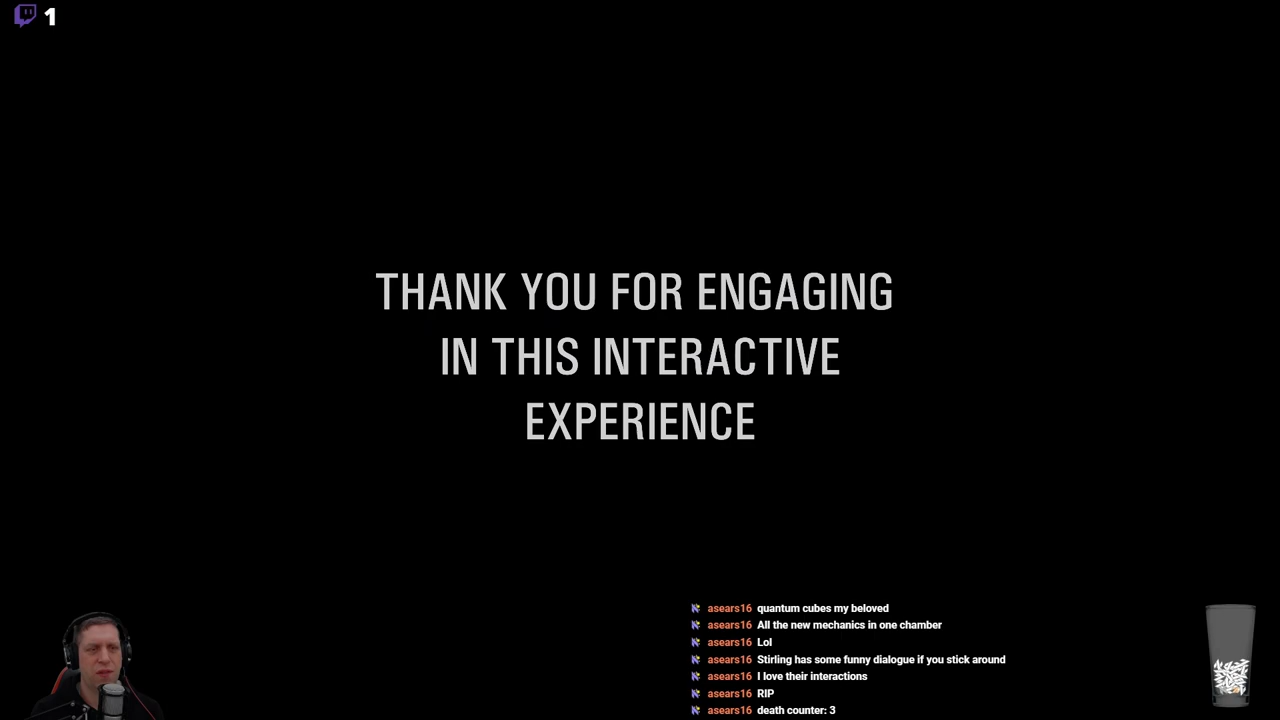 1
THANK YOU FOR ENGAGING
IN THIS INTERACTIVE
EXPERIENCE
asears16 quantum cubes my beloved
asears16 All the new mechanics in one chamber
asears16 Lol
asears16 Stirling has some funny dialogue if you stick around
asears16 I love their interactions
asears16 RIP
asears16 death counter: 3